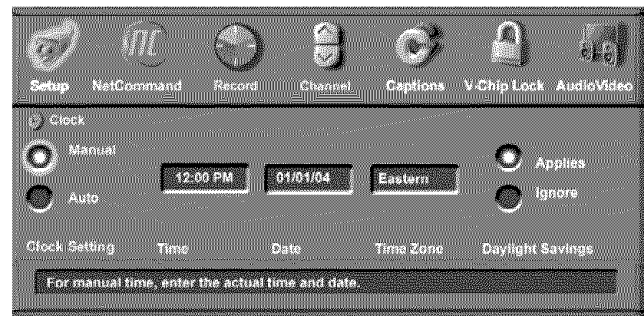 NC
Setup NetCommand Record Channel Captions V-Chip Lock AudioVideo
Clock
Manual
12:00 PM 01/01/04 Eastern Applies
Auto Ignore
Clock Setting Time Date Time Zone Daylight Savings
For manual time, enter the actual time and date.